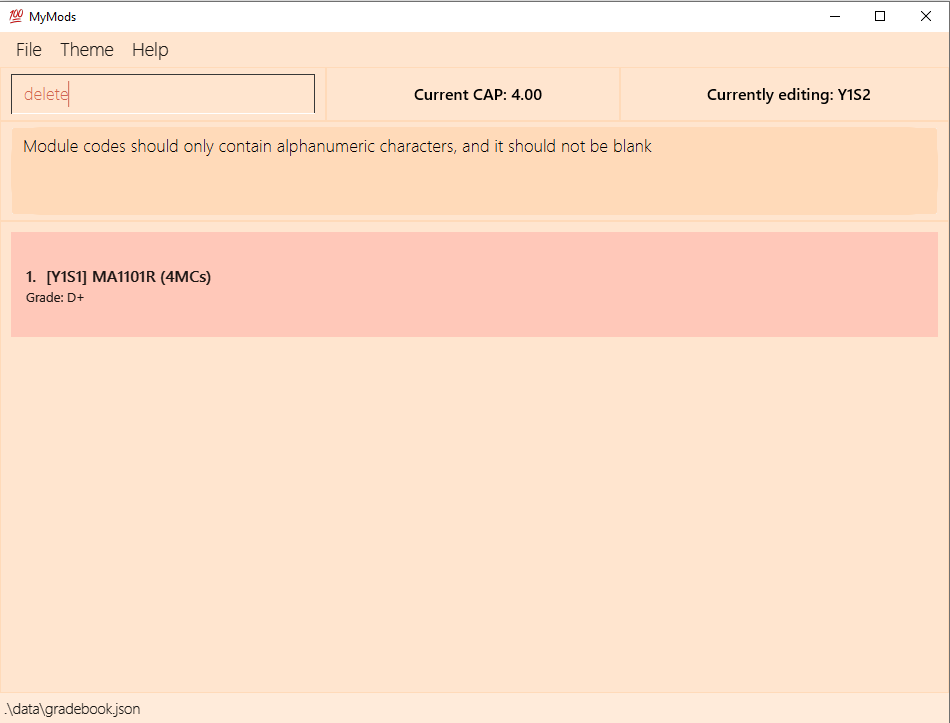 100 MyMods
File Theme Help
delete
Current CAP: 4.00
Currently editing: Y1S2
Module codes should only contain alphanumeric characters, and it should not be blank
1. [Y1S1] MA1101R (4MCs)
Grade: D+
.\data\gradebook.json